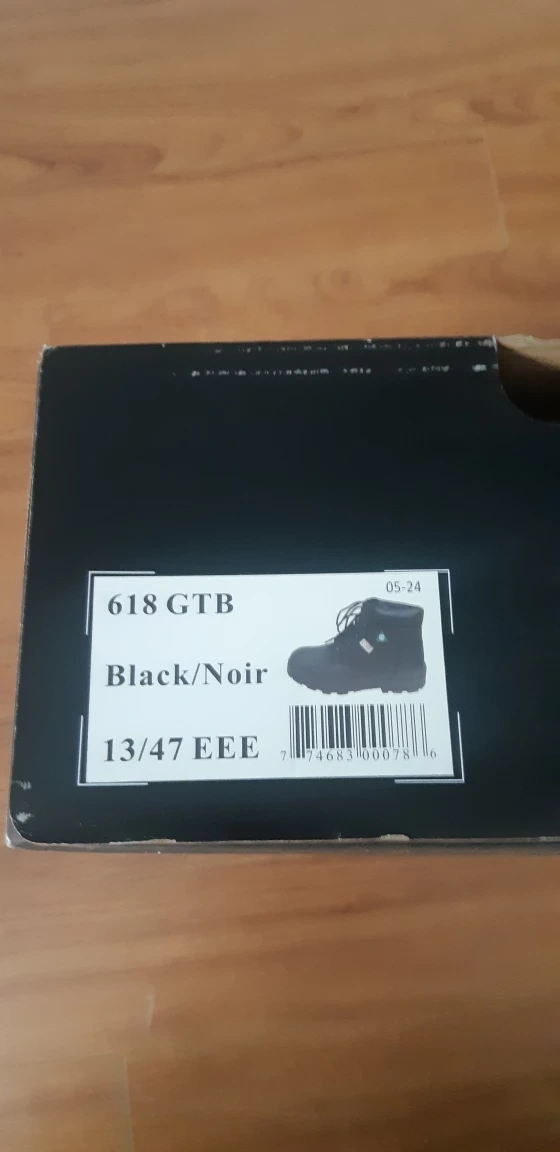 618 GTB
05-24
Black/Noir
13/47 EEE
7 74683 00078 6